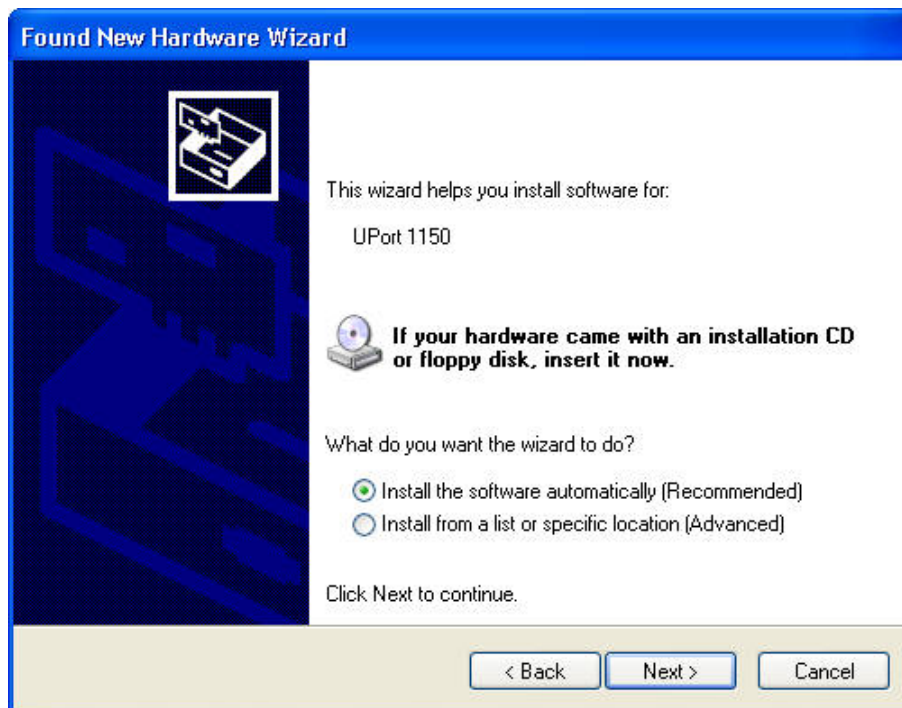 Found New Hardware Wizard
This wizard helps you install software for:
UPort 1150
If your hardware came with an installation CD
or floppy disk, insert it now.
What do you want the wizard to do?
Install the software automatically (Recommended)
Install from a list or specific location (Advanced)
Click Next to continue.
< Back
Next >
Cancel